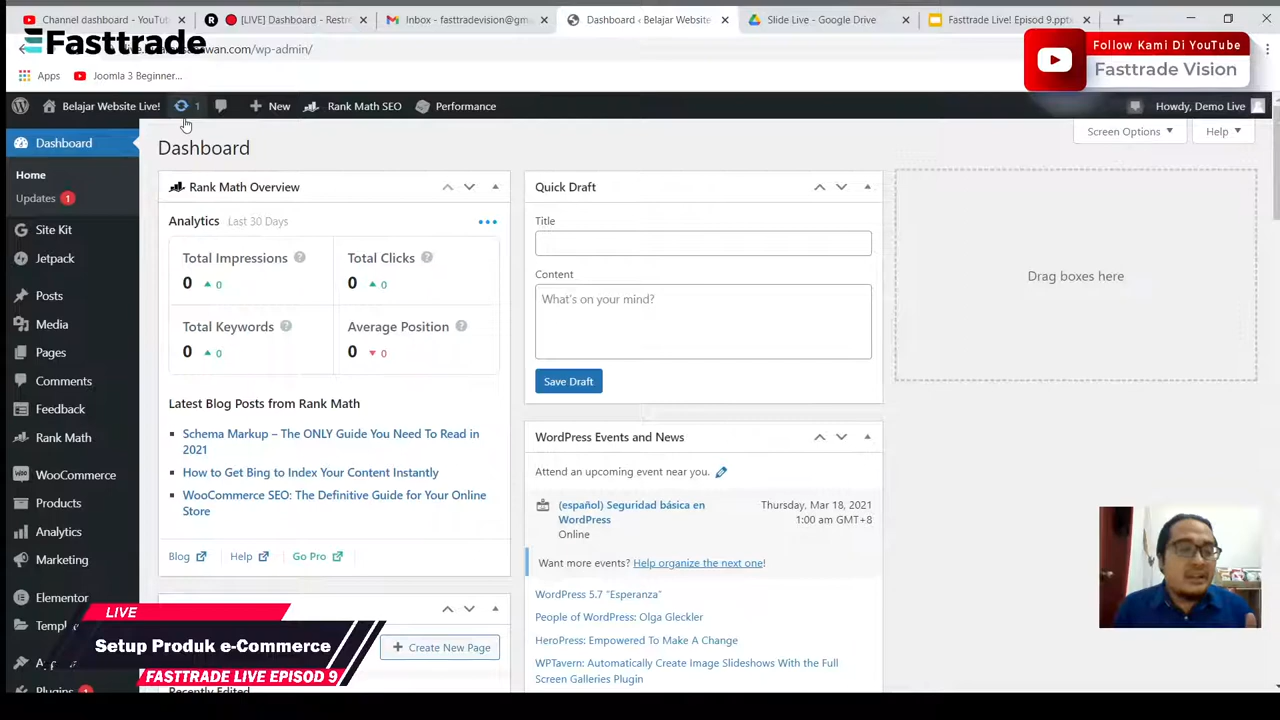 Channel dashboard - YouTu
[LIVE] Dashboard - Restre
Inbox - fasttradevision@gm
Dashboard ‹ Belajar Website
Slide Live - Google Drive
Fasttrade Live! Episod 9.pptx
Fasttrade
wan.com/wp-admin/
Follow Kami Di YouTube
Fasttrade Vision
Apps
Joomla 3 Beginner...
Belajar Website Live!
1
New
Rank Math SEO
Performance
Howdy, Demo Live
Dashboard
Home
Updates 1
Site Kit
Jetpack
Posts
Media
Pages
Comments
Feedback
Rank Math
WooCommerce
Products
Analytics
Marketing
Elementor
Templ
Plugins 1
Dashboard
Screen Options
Help
Rank Math Overview
Analytics Last 30 Days
Total Impressions
0 0
Total Clicks
0 0
Total Keywords
0 0
Average Position
0 0
Latest Blog Posts from Rank Math
Schema Markup – The ONLY Guide You Need To Read in
2021
How to Get Bing to Index Your Content Instantly
WooCommerce SEO: The Definitive Guide for Your Online
Store
Blog
Help
Go Pro
Create New Page
Recently Edited
Quick Draft
Title
Content
What's on your mind?
Save Draft
WordPress Events and News
Attend an upcoming event near you.
(español) Seguridad básica en
WordPress
Online
Thursday, Mar 18, 2021
1:00 am GMT+8
Want more events? Help organize the next one!
WordPress 5.7 "Esperanza"
People of WordPress: Olga Gleckler
HeroPress: Empowered To Make A Change
WPTavern: Automatically Create Image Slideshows With the Full
Screen Galleries Plugin
Drag boxes here
LIVE
Setup Produk e-Commerce
FASTTRADE LIVE EPISOD 9